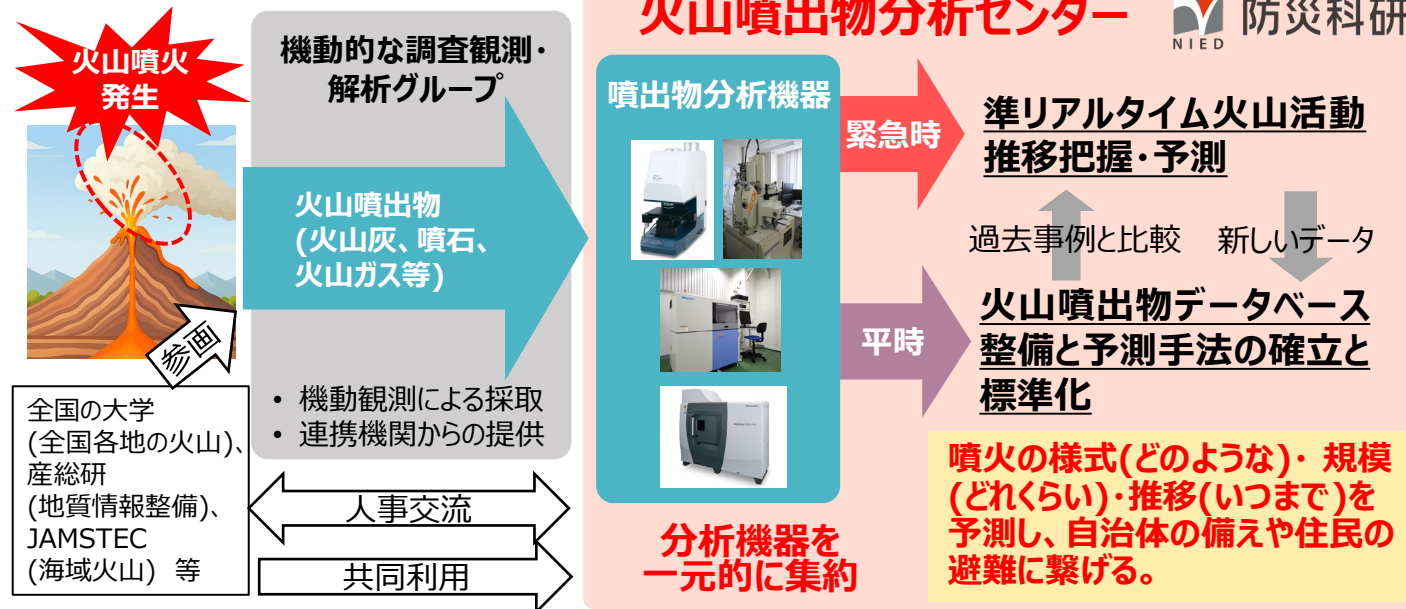 火山噴火
発生
機動的な調査観測・
解析グループ
火山噴出物
(火山灰、噴石、
火山ガス等)
• 機動観測による採取
• 連携機関からの提供
参画
全国の大学
(全国各地の火山)、
産総研
(地質情報整備)、
JAMSTEC
(海域火山) 等
人事交流
共同利用
火山噴出物分析センター
NIED
防災科研
噴出物分析機器
分析機器を
一元的に集約
緊急時
平時
準リアルタイム火山活動
推移把握・予測
過去事例と比較
新しいデータ
火山噴出物データベース
整備と予測手法の確立と
標準化
噴火の様式(どのような)・ 規模
(どれくらい)・推移(いつまで)を
予測し、自治体の備えや住民の
避難に繋げる。